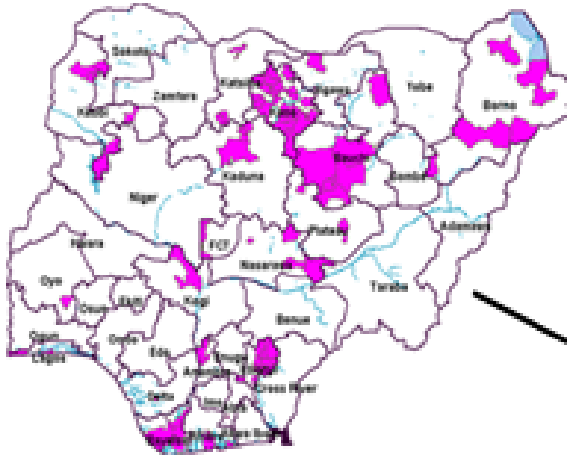 Sokoto
Katsina
Zamfara
Kebbi
Kano
Jigawa
Yobe
Borno
Bauchi
Gombe
Kaduna
Niger
Adamawa
Plateau
Kwara
FCT
Nasarawa
Taraba
Oyo
Kogi
Osun
Ekiti
Benue
Ogun
Lagos
Ondo
Edo
Enugu
Anambra
Cross River
Delta
Imo
Abia
Bayelsa
Rivers